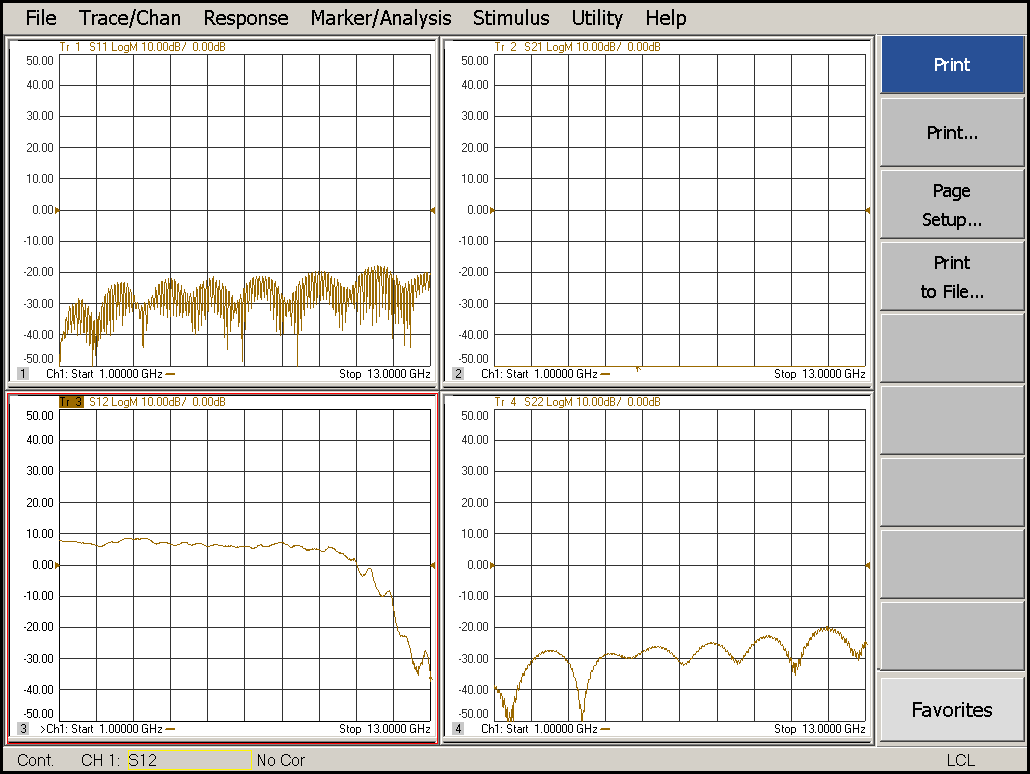 File Trace/Chan Response Marker/Analysis Stimulus Utility Help
Tr 1 S11 LogM 10.00dB/ 0.00dB
50.00
40.00
30.00
20.00
10.00
0.00
-10.00
-20.00
-30.00
-40.00
-50.00
1 Ch1: Start 1.00000 GHz Stop 13.0000 GHz
Tr 2 S21 LogM 10.00dB/ 0.00dB
50.00
40.00
30.00
20.00
10.00
0.00
-10.00
-20.00
-30.00
-40.00
-50.00
2 Ch1: Start 1.00000 GHz Stop 13.0000 GHz
Tr 3 S12 LogM 10.00dB/ 0.00dB
50.00
40.00
30.00
20.00
10.00
0.00
-10.00
-20.00
-30.00
-40.00
-50.00
3 >Ch1: Start 1.00000 GHz Stop 13.0000 GHz
Tr 4 S22 LogM 10.00dB/ 0.00dB
50.00
40.00
30.00
20.00
10.00
0.00
-10.00
-20.00
-30.00
-40.00
-50.00
4 Ch1: Start 1.00000 GHz Stop 13.0000 GHz
Print
Print...
Page
Setup...
Print
to File...
Favorites
Cont. CH 1: S12 No Cor LCL